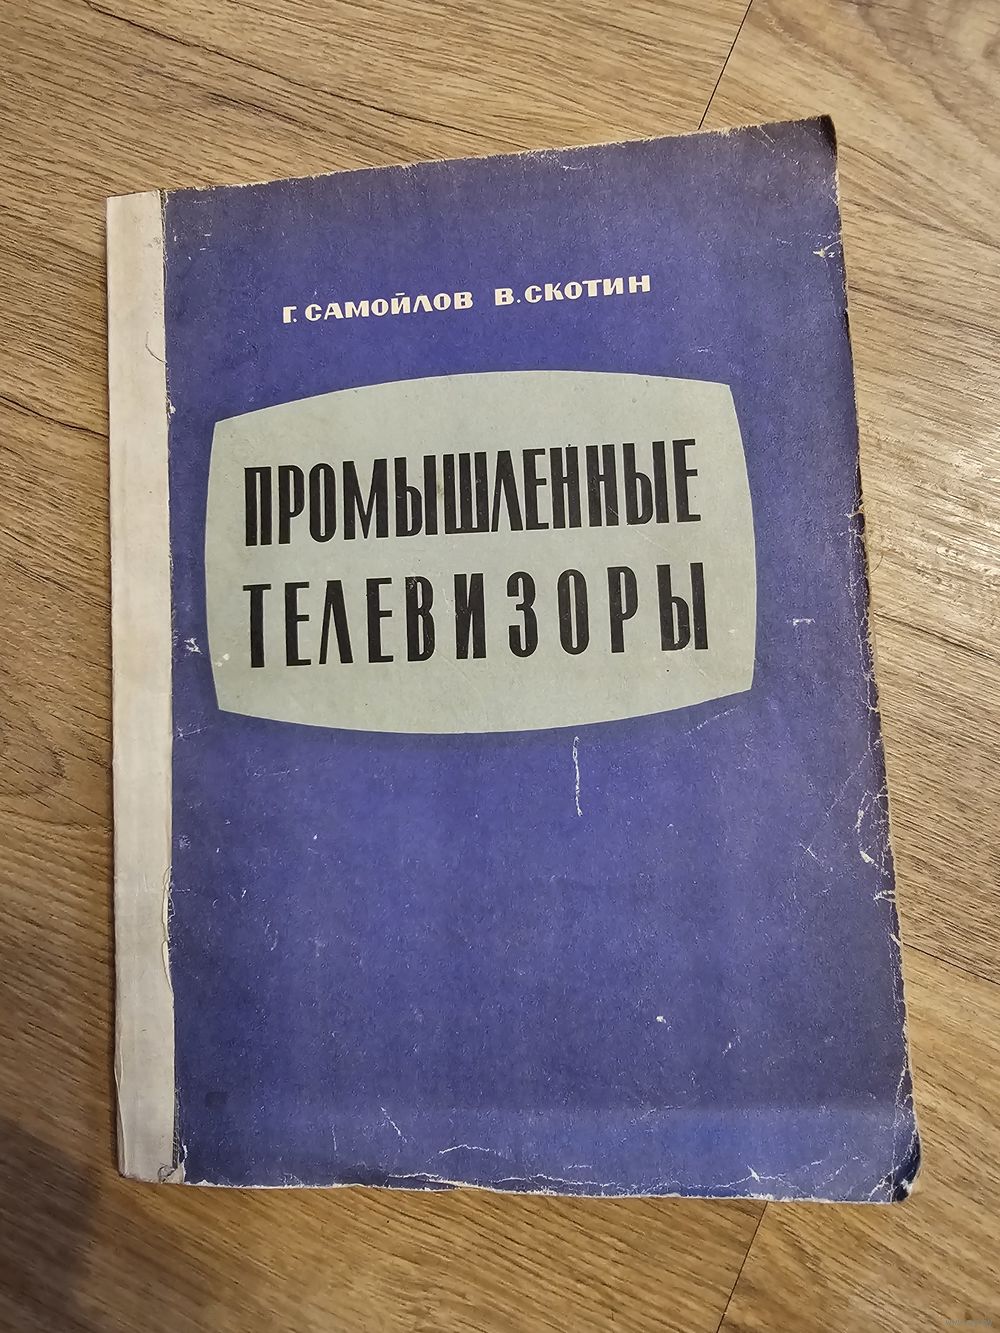 Г. САМОЙЛОВ В. СКОТИН
ПРОМЫШЛЕННЫЕ
ТЕЛЕВИЗОРЫ